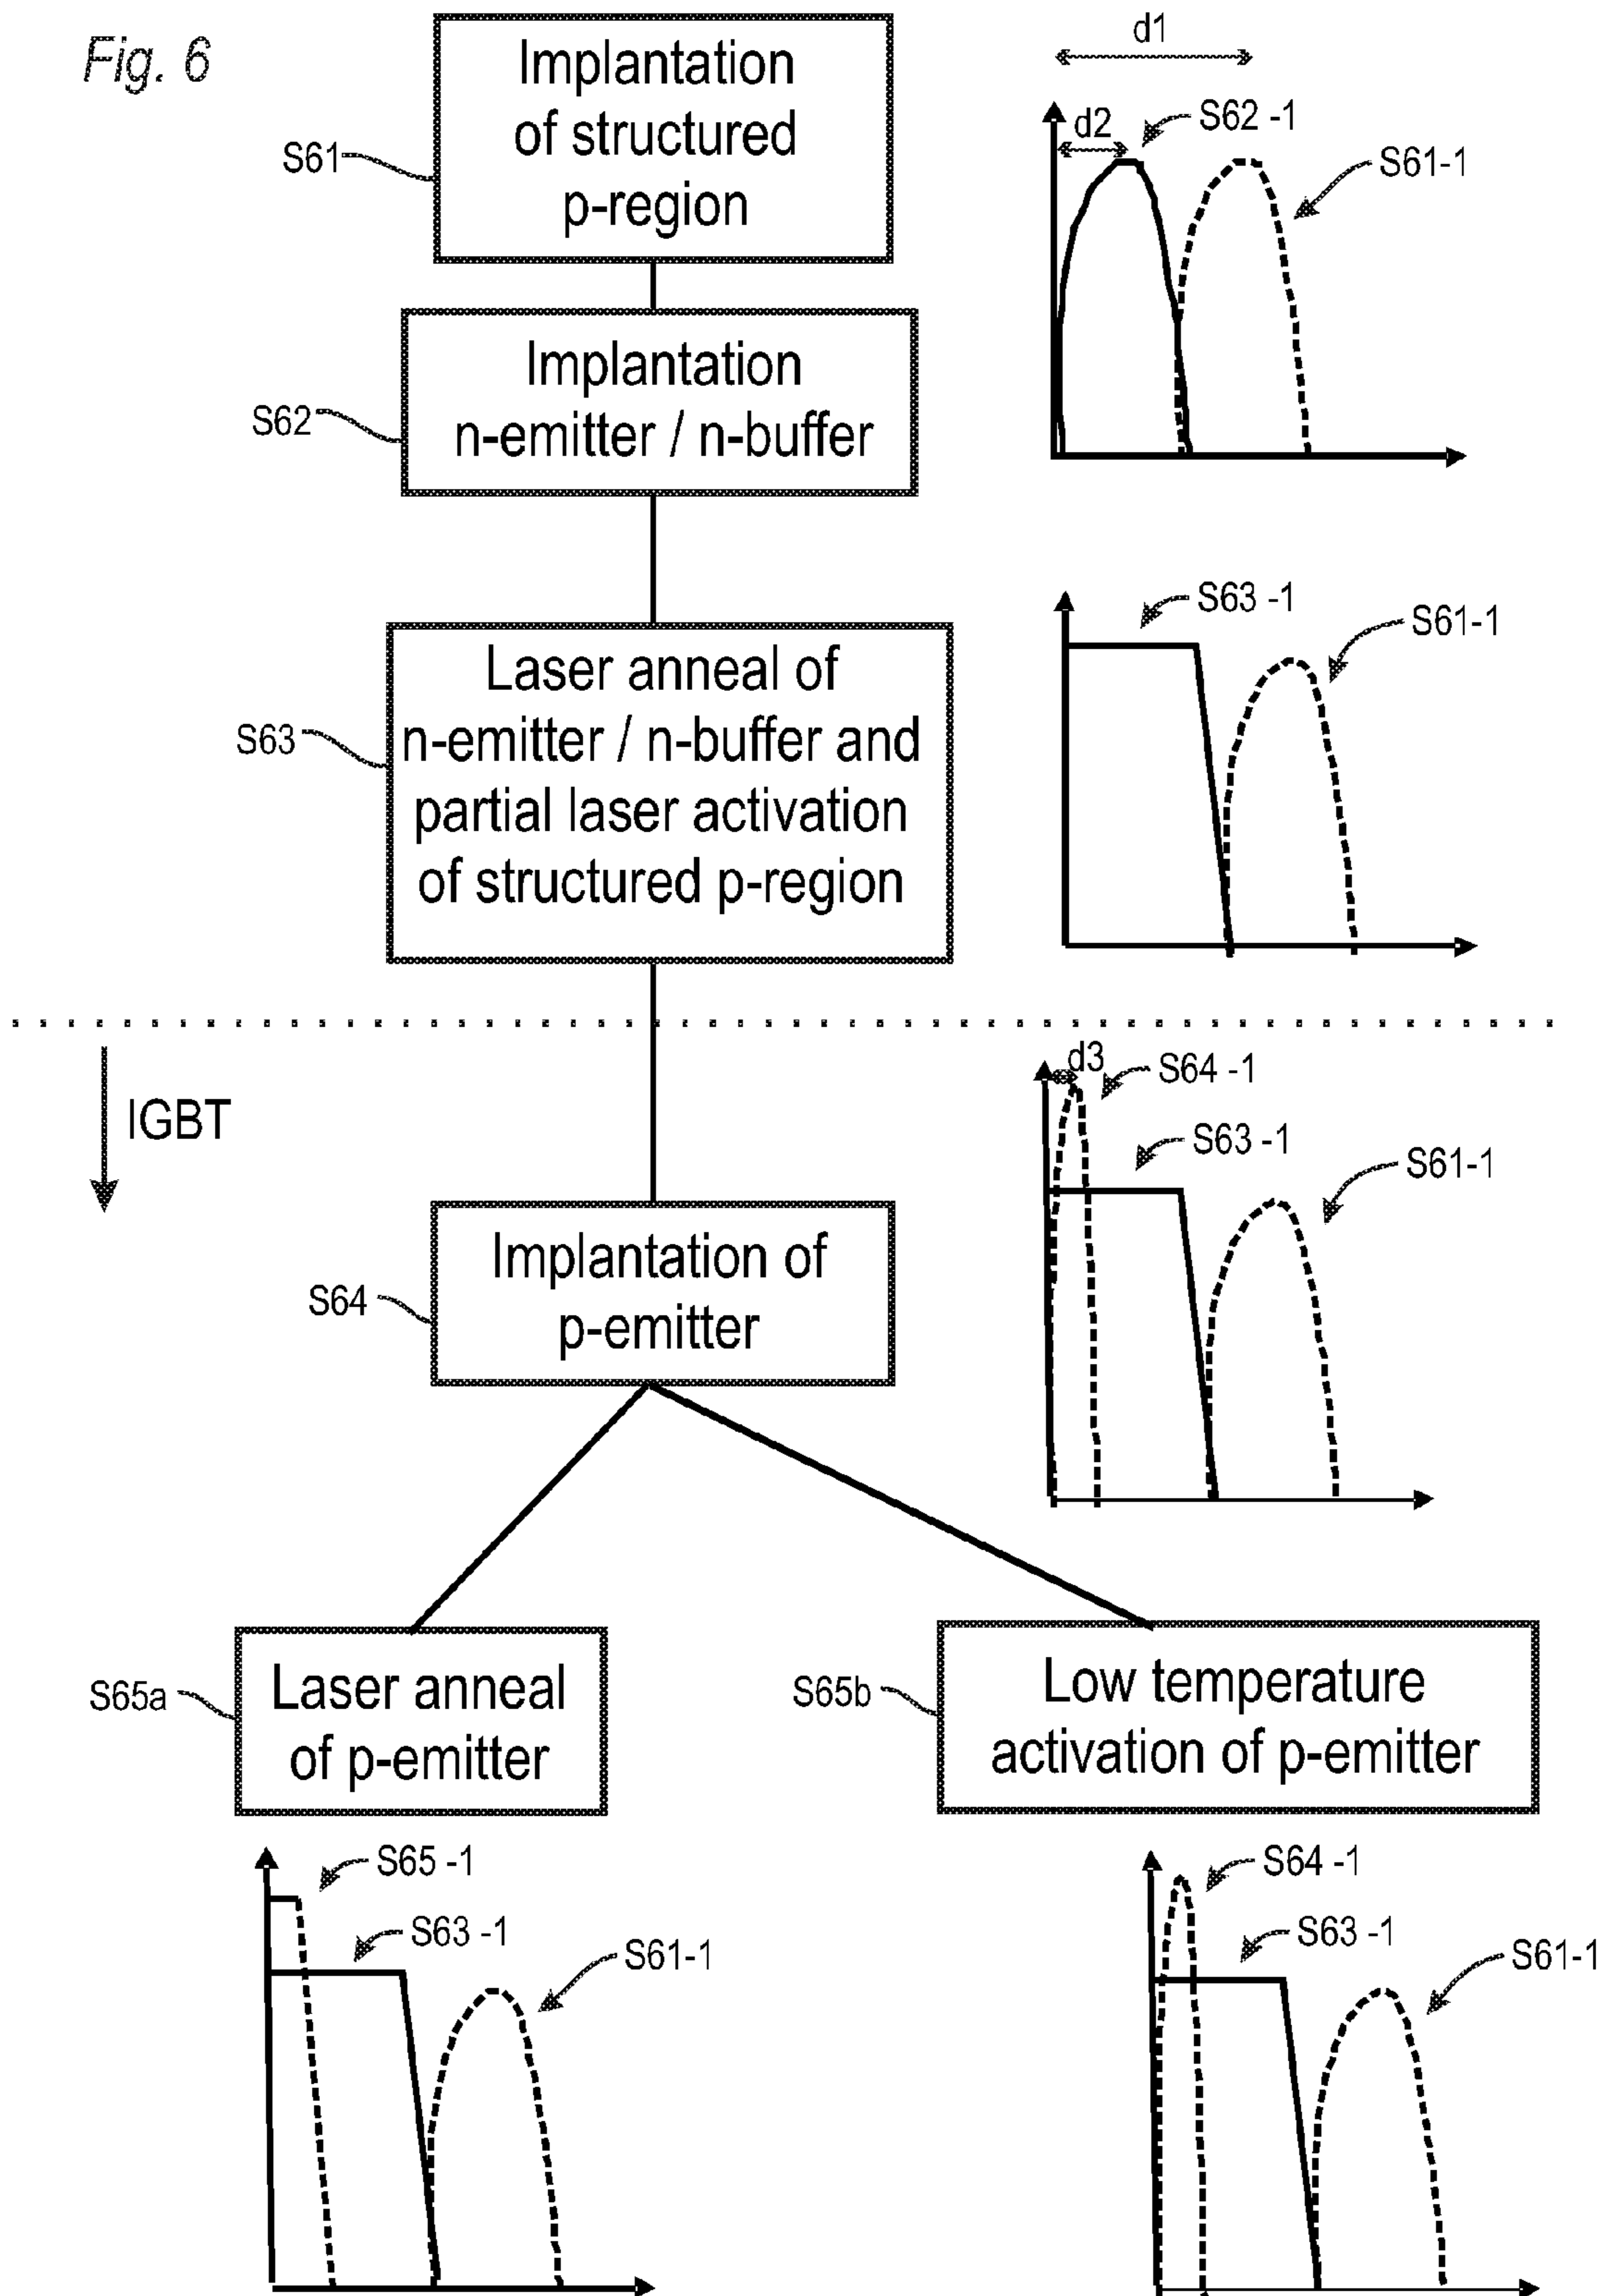 Fig. 6
Implantation
of structured
p-region
S61
d1
d2
S62 -1
S61-1
Implantation
n-emitter / n-buffer
S62
Laser anneal of
n-emitter / n-buffer and
partial laser activation
of structured p-region
S63
S63 -1
S61-1
IGBT
d3
S64 -1
S63 -1
S61-1
Implantation of
p-emitter
S64
Laser anneal
of p-emitter
S65a
Low temperature
activation of p-emitter
S65b
S65 -1
S63 -1
S61-1
S64 -1
S63 -1
S61-1